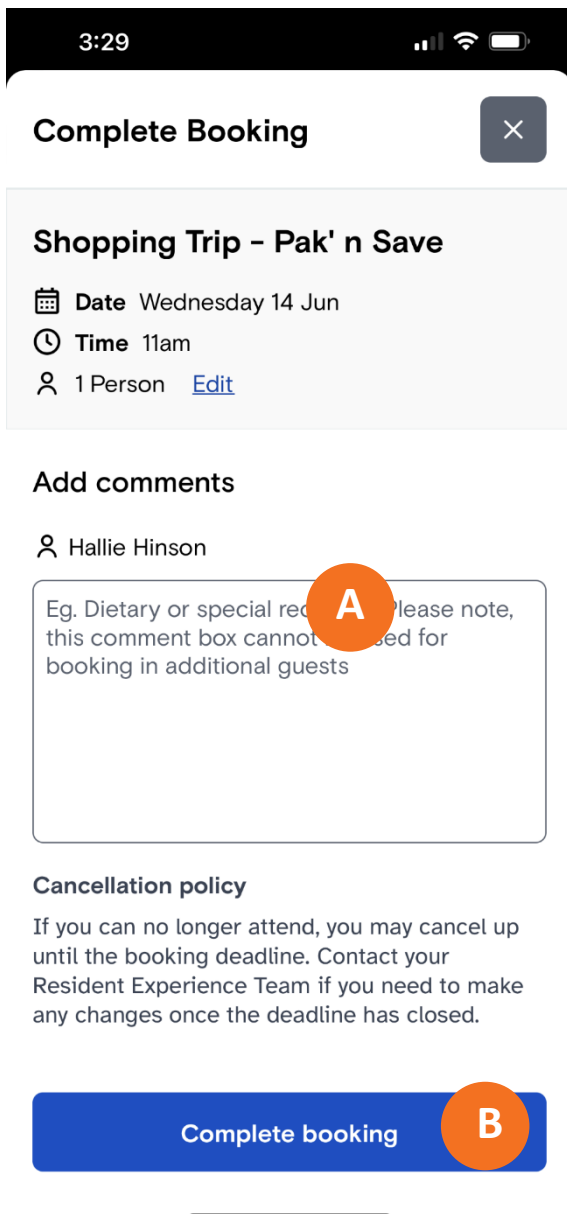 3:29
Complete Booking
Shopping Trip - Pak' n Save
Date Wednesday 14 Jun
Time 11am
1 Person Edit
Add comments
Hallie Hinson
Eg. Dietary or special A Please note,
this comment box cannot for
booking in additional guests
Cancellation policy
If you can no longer attend, you may cancel up
until the booking deadline. Contact your
Resident Experience Team if you need to make
any changes once the deadline has closed.
Complete booking B